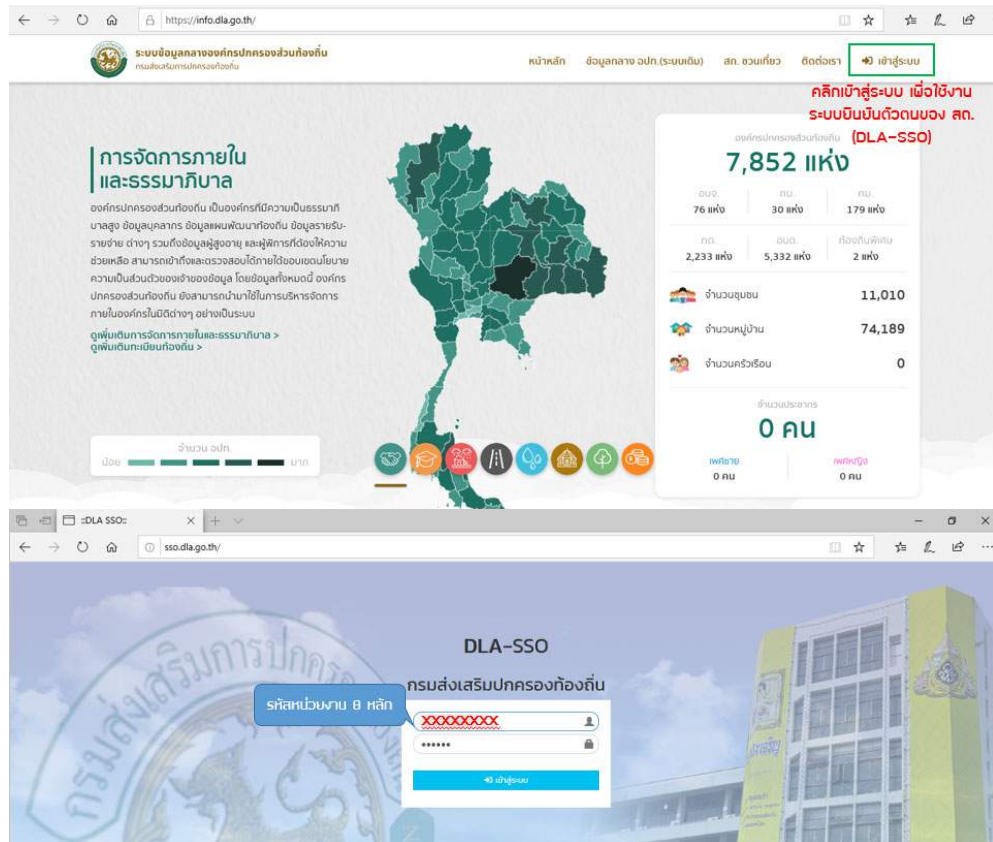 https://info.dla.go.th/
ระบบข้อมูลกลางองค์กรปกครองส่วนท้องถิ่น
กรมส่งเสริมการปกครองท้องถิ่น
หน้าหลัก ข้อมูลกลาง อปท.(ระบบเดิม) สถ. ชวนเที่ยว ติดต่อเรา เข้าสู่ระบบ
คลิกเข้าสู่ระบบ เพื่อใช้งาน
ระบบยืนยันตัวตนของ สถ.
(DLA-SSO)
การจัดการภายใน
และธรรมาภิบาล
องค์กรปกครองส่วนท้องถิ่น เป็นองค์กรที่มีความเป็นธรรมาภิ
บาลสูง ข้อมูลบุคลากร ข้อมูลแผนพัฒนาท้องถิ่น ข้อมูลรายรับ-
รายจ่าย ต่างๆ รวมถึงข้อมูลผู้สูงอายุ และผู้พิการที่ต้องให้ความ
ช่วยเหลือ สามารถเข้าถึงและตรวจสอบได้ภายใต้ขอบเขตนโยบาย
ความเป็นส่วนตัวของเจ้าของข้อมูล โดยข้อมูลทั้งหมดนี้ องค์กร
ปกครองส่วนท้องถิ่น ยังสามารถนำมาใช้ในการบริหารจัดการ
ภายในองค์กรในมิติต่างๆ อย่างเป็นระบบ
ดูเพิ่มเติมการจัดการภายในและธรรมาภิบาล >
ดูเพิ่มเติมทะเบียนท้องถิ่น >
จำนวน อปท.
น้อย มาก
องค์กรปกครองส่วนท้องถิ่น
7,852 แห่ง
อบจ. ทน. ทม.
76 แห่ง 30 แห่ง 179 แห่ง
ทต. อบต. ท้องถิ่นพิเศษ
2,233 แห่ง 5,332 แห่ง 2 แห่ง
จำนวนชุมชน 11,010
จำนวนหมู่บ้าน 74,189
จำนวนครัวเรือน 0
จำนวนประชากร
0 คน
เพศชาย เพศหญิง
0 คน 0 คน
::DLA SSO::
sso.dla.go.th/
DLA-SSO
กรมส่งเสริมปกครองท้องถิ่น
รหัสหน่วยงาน 8 หลัก
XXXXXXXX
••••••
เข้าสู่ระบบ